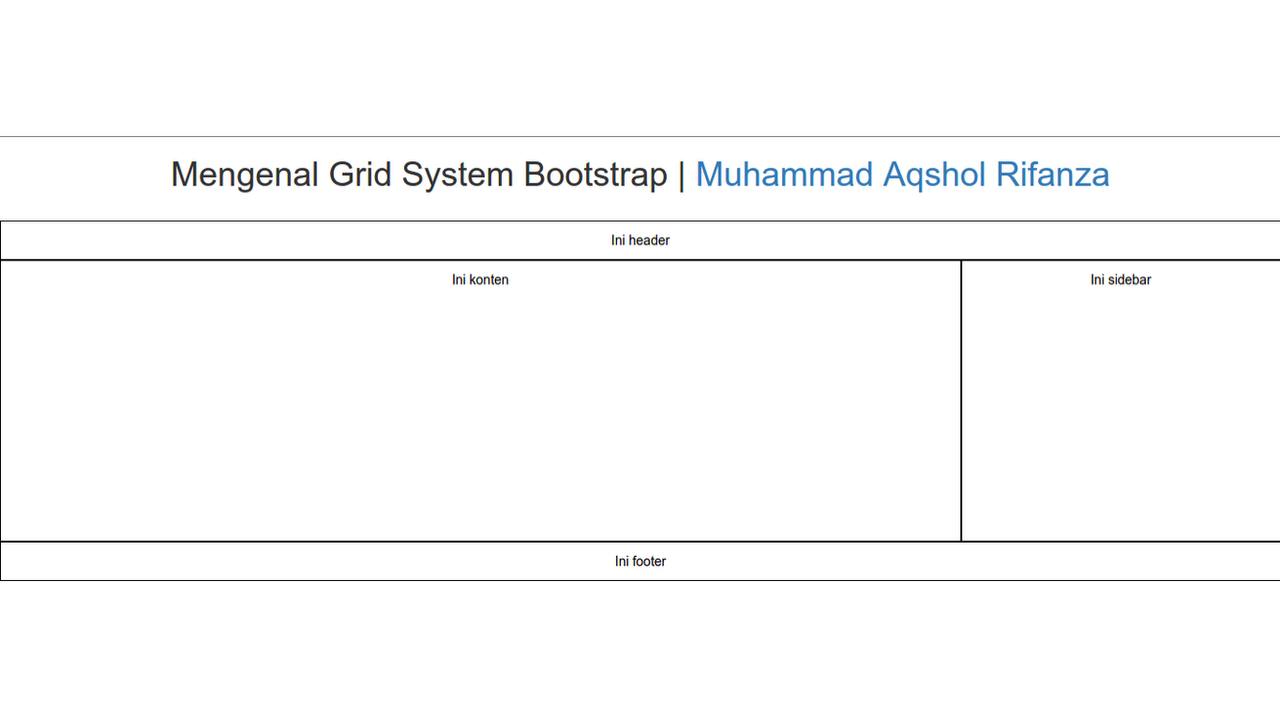 Mengenal Grid System Bootstrap | Muhammad Aqshol Rifanza
Ini header
Ini konten
Ini sidebar
Ini footer